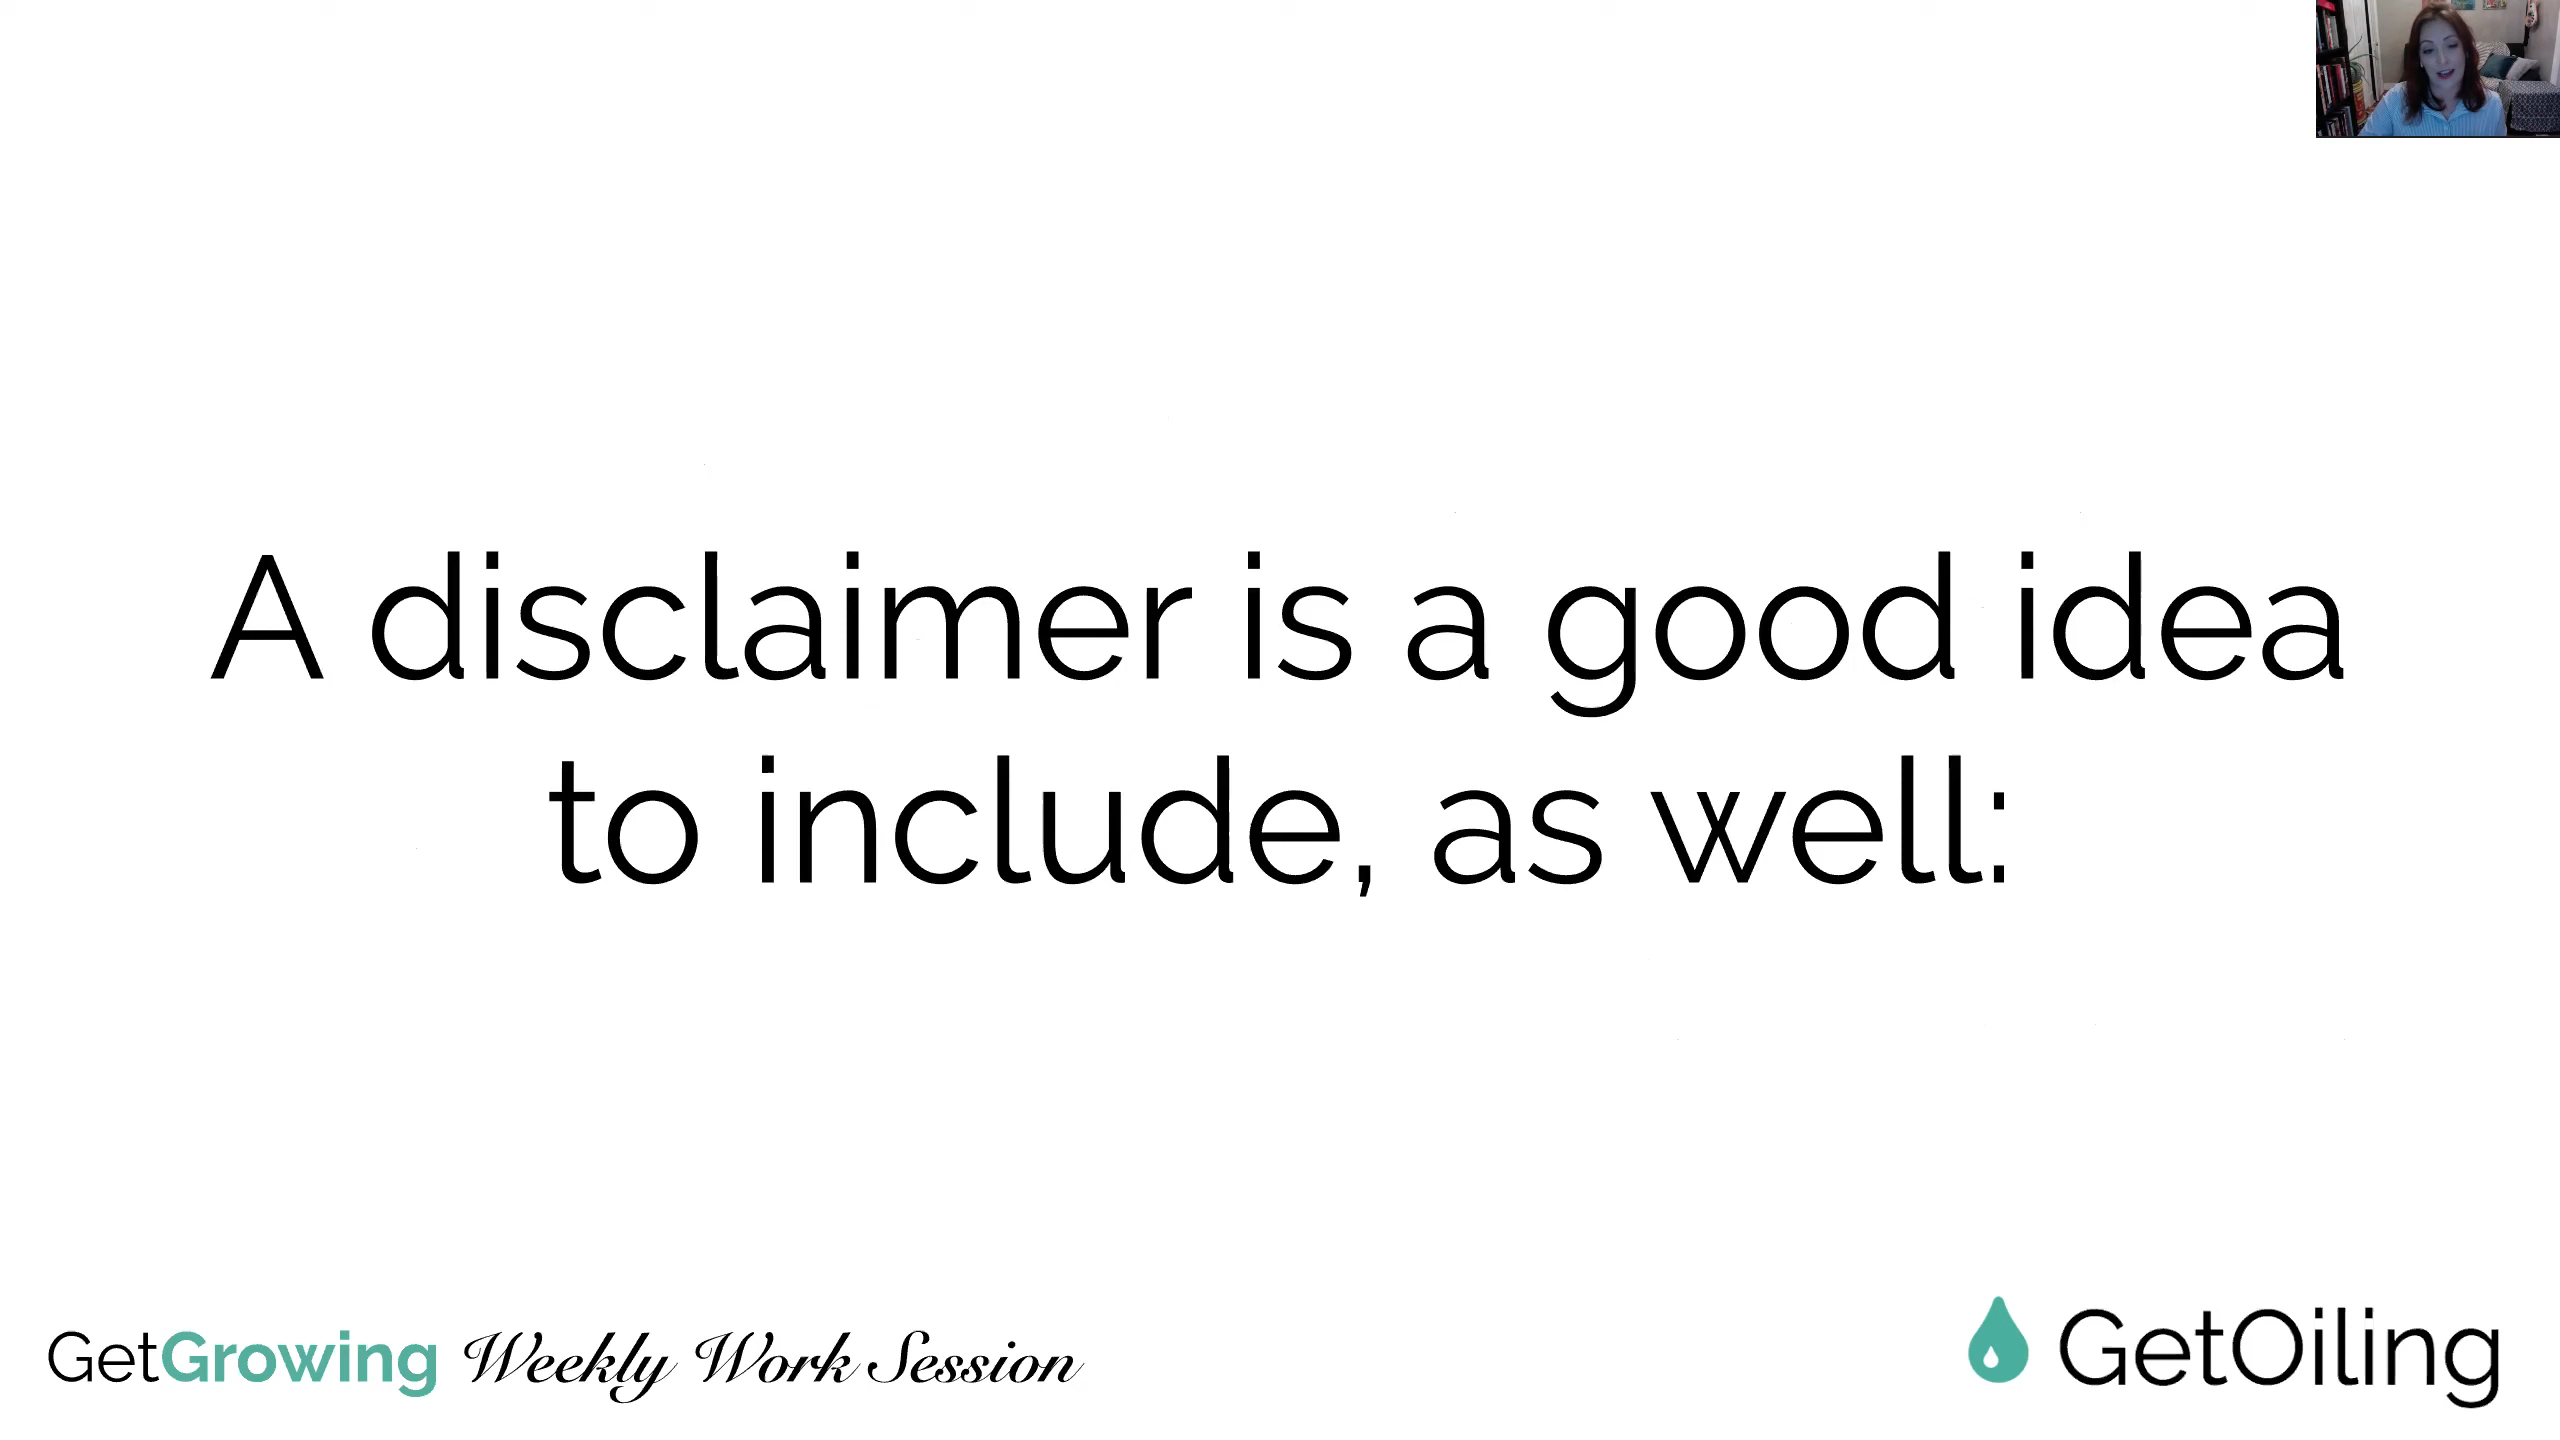 A disclaimer is a good idea
to include, as well:
GetGrowing Weekly Work Session
GetOiling